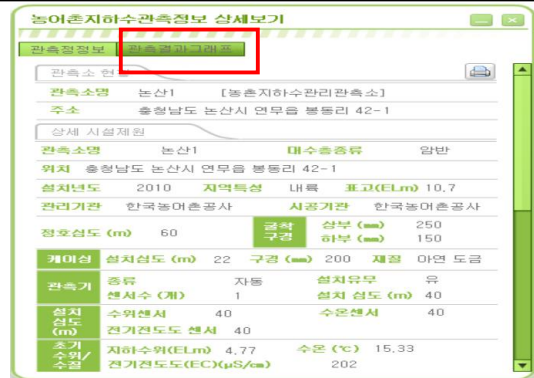 농어촌지하수관측정보 상세보기
관측정정보 관측결과그래프
관측소 현황
관측소명 논산1 [농촌지하수관리관측소]
주소 충청남도 논산시 연무읍 봉동리 42-1
상세 시설제원
관측소명 논산1 대수층종류 암반
위치 충청남도 논산시 연무읍 봉동리 42-1
설치년도 2010 지역특성 내륙 표고(ELm) 10.7
관리기관 한국농어촌공사 시공기관 한국농어촌공사
정호심도 (m) 60 굴착 구경 상부 (mm) 250
하부 (mm) 150
케이싱 설치심도 (m) 22 구경 (mm) 200 재질 아연 도금
관측기 종류 자동 설치유무 유
센서수 (개) 1 설치 심도 (m) 40
설치 심도 (m) 수위센서 40 수온센서 40
전기전도도 센서 40
초기 수위/수질 지하수위(ELm) 4.77 수온 (℃) 15.33
전기전도도(EC)(μS/㎝) 202